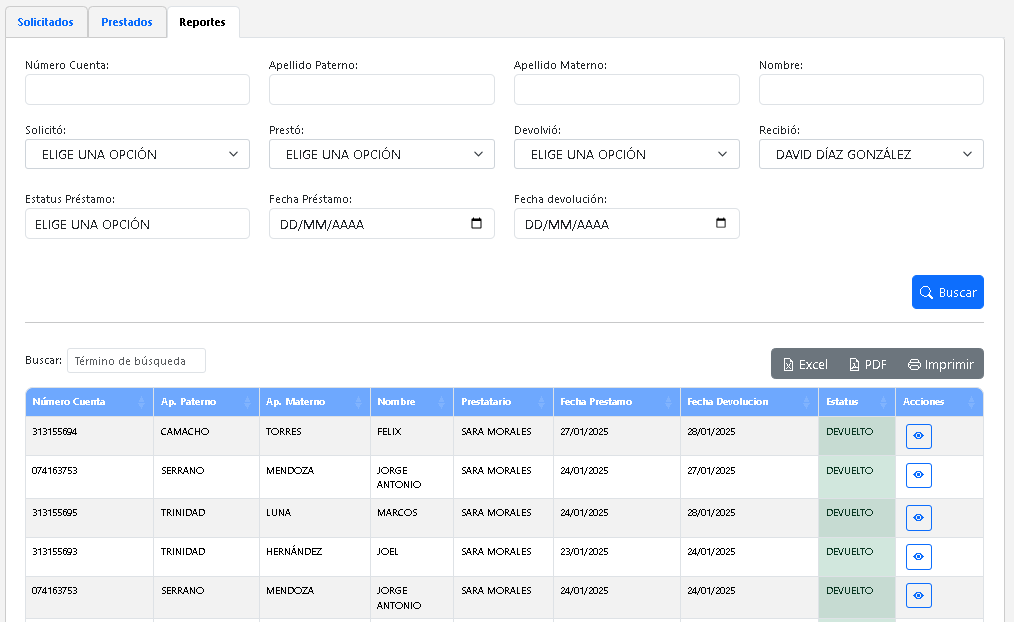 Solicitados Prestados Reportes
Número Cuenta: Apellido Paterno: Apellido Materno: Nombre:
Solicitó: Prestó: Devolvió: Recibió:
ELIGE UNA OPCIÓN ELIGE UNA OPCIÓN ELIGE UNA OPCIÓN DAVID DÍAZ GONZÁLEZ
Estatus Préstamo: Fecha Préstamo: Fecha devolución:
ELIGE UNA OPCIÓN DD/MM/AAAA DD/MM/AAAA
Buscar
Buscar: Término de búsqueda Excel PDF Imprimir
Número Cuenta Ap. Paterno Ap. Materno Nombre Prestatario Fecha Prestamo Fecha Devolucion Estatus Acciones
313155694 CAMACHO TORRES FELIX SARA MORALES 27/01/2025 28/01/2025 DEVUELTO
074163753 SERRANO MENDOZA JORGE SARA MORALES 24/01/2025 27/01/2025 DEVUELTO
ANTONIO
313155695 TRINIDAD LUNA MARCOS SARA MORALES 24/01/2025 28/01/2025 DEVUELTO
313155693 TRINIDAD HERNÁNDEZ JOEL SARA MORALES 23/01/2025 24/01/2025 DEVUELTO
074163753 SERRANO MENDOZA JORGE SARA MORALES 24/01/2025 24/01/2025 DEVUELTO
ANTONIO